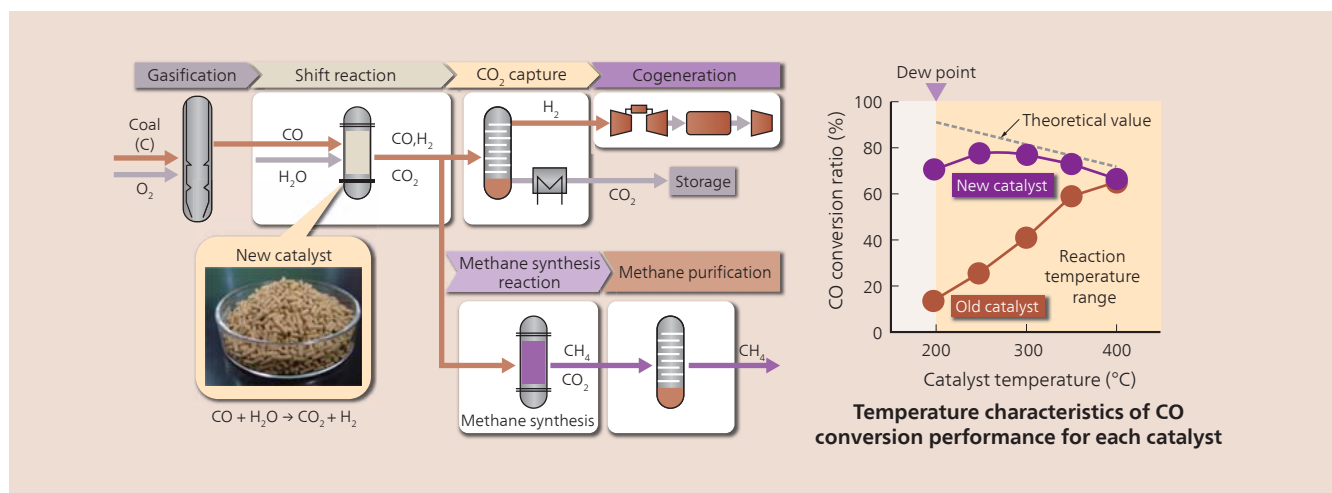 Gasification
Shift reaction
CO₂ capture
Cogeneration
Coal
(C)
O₂
CO
H₂O
CO,H₂
CO₂
H₂
CO₂
Storage
New catalyst
CO + H₂O → CO₂ + H₂
Methane synthesis
reaction
Methane purification
CH₄
CO₂
CH₄
Methane synthesis
Dew point
CO conversion ratio (%)
100
80
60
40
20
0
Theoretical value
New catalyst
Reaction
temperature
range
Old catalyst
200
300
400
Catalyst temperature (°C)
Temperature characteristics of CO
conversion performance for each catalyst